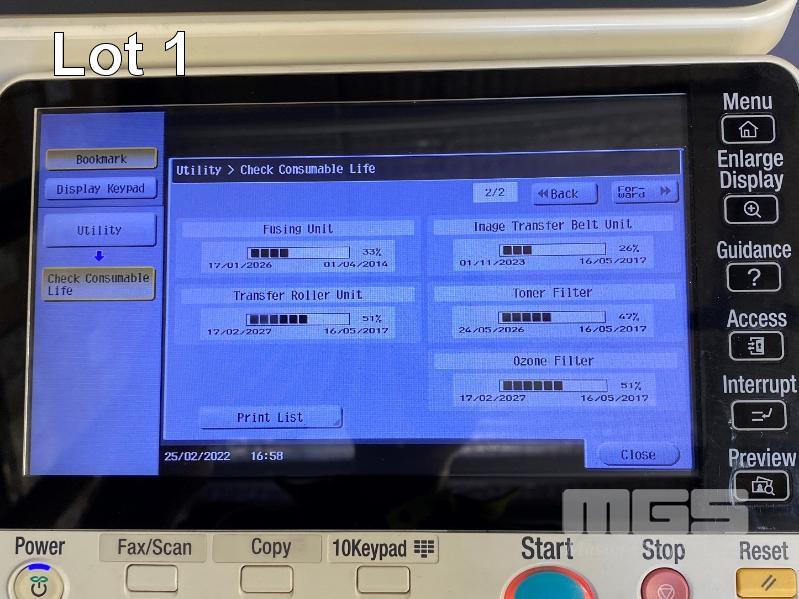 Lot 1
Menu
Enlarge
Display
Guidance
Access
Interrupt
Preview
Bookmark
Display Keypad
Utility
Check Consumable
Life
Utility > Check Consumable Life
2/2
Back
For-
ward
Fusing Unit
33%
17/01/2026 01/04/2014
Image Transfer Belt Unit
26%
01/11/2023 16/05/2017
Transfer Roller Unit
51%
17/02/2027 16/05/2017
Toner Filter
47%
24/05/2026 16/05/2017
Ozone Filter
51%
17/02/2027 16/05/2017
Print List
25/02/2022 16:58
Close
MGS
Power
Fax/Scan
Copy
10Keypad
Start
Stop
Reset